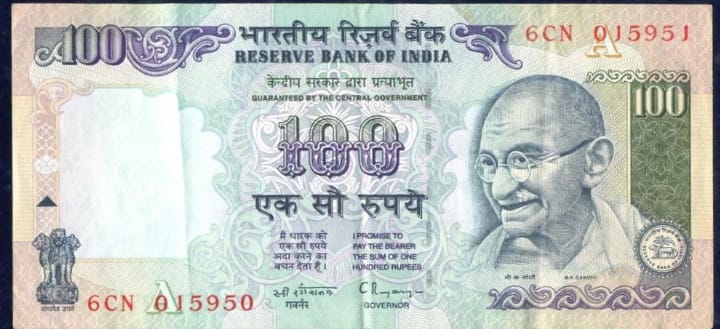 100
भारतीय रिज़र्व बैंक
6CN 015951
A
RESERVE BANK OF INDIA
केन्द्रीय सरकार द्वारा प्रत्याभूत
GUARANTEED BY THE CENTRAL GOVERNMENT
100
100
एक सौ रुपये
मैं धारक को
एक सौ रुपये
अदा करने का
वचन देता हूँ।
I PROMISE TO
PAY THE BEARER
THE SUM OF ONE
HUNDRED RUPEES
गवर्नर
GOVERNOR
सत्यमेव जयते
6CN 015950
A